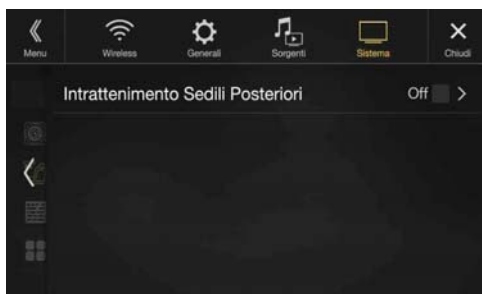 Menu
Wireless
Generali
Sorgenti
Sistema
Chiudi
Intrattenimento Sedili Posteriori Off